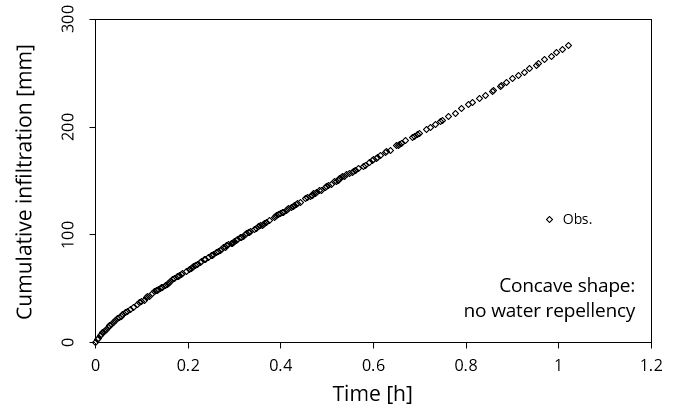 300
200
100
0
Cumulative infiltration [mm]
Obs.
Concave shape:
no water repellency
0 0.2 0.4 0.6 0.8 1 1.2
Time [h]